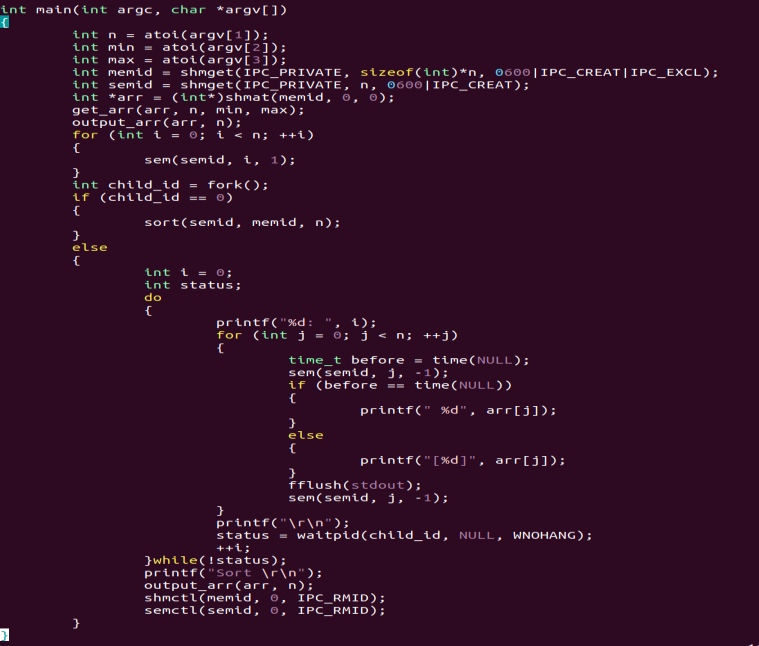 int main(int argc, char *argv[])
{
        int n = atoi(argv[1]);
        int min = atoi(argv[2]);
        int max = atoi(argv[3]);
        int memid = shmget(IPC_PRIVATE, sizeof(int)*n, 0600|IPC_CREAT|IPC_EXCL);
        int semid = shmget(IPC_PRIVATE, n, 0600|IPC_CREAT);
        int *arr = (int*)shmat(memid, 0, 0);
        get_arr(arr, n, min, max);
        output_arr(arr, n);
        for (int i = 0; i < n; ++i)
        {
                sem(semid, i, 1);
        }
        int child_id = fork();
        if (child_id == 0)
        {
                sort(semid, memid, n);
        }
        else
        {
                int i = 0;
                int status;
                do
                {
                        printf("%d: ", i);
                        for (int j = 0; j < n; ++j)
                        {
                                time_t before = time(NULL);
                                sem(semid, j, -1);
                                if (before == time(NULL))
                                {
                                        printf(" %d", arr[j]);
                                }
                                else
                                {
                                        printf("[%d]", arr[j]);
                                }
                                fflush(stdout);
                                sem(semid, j, -1);
                        }
                        printf("\r\n");
                        status = waitpid(child_id, NULL, WNOHANG);
                        ++i;
                }while(!status);
                printf("Sort \r\n");
                output_arr(arr, n);
                shmctl(memid, 0, IPC_RMID);
                semctl(semid, 0, IPC_RMID);
        }
}